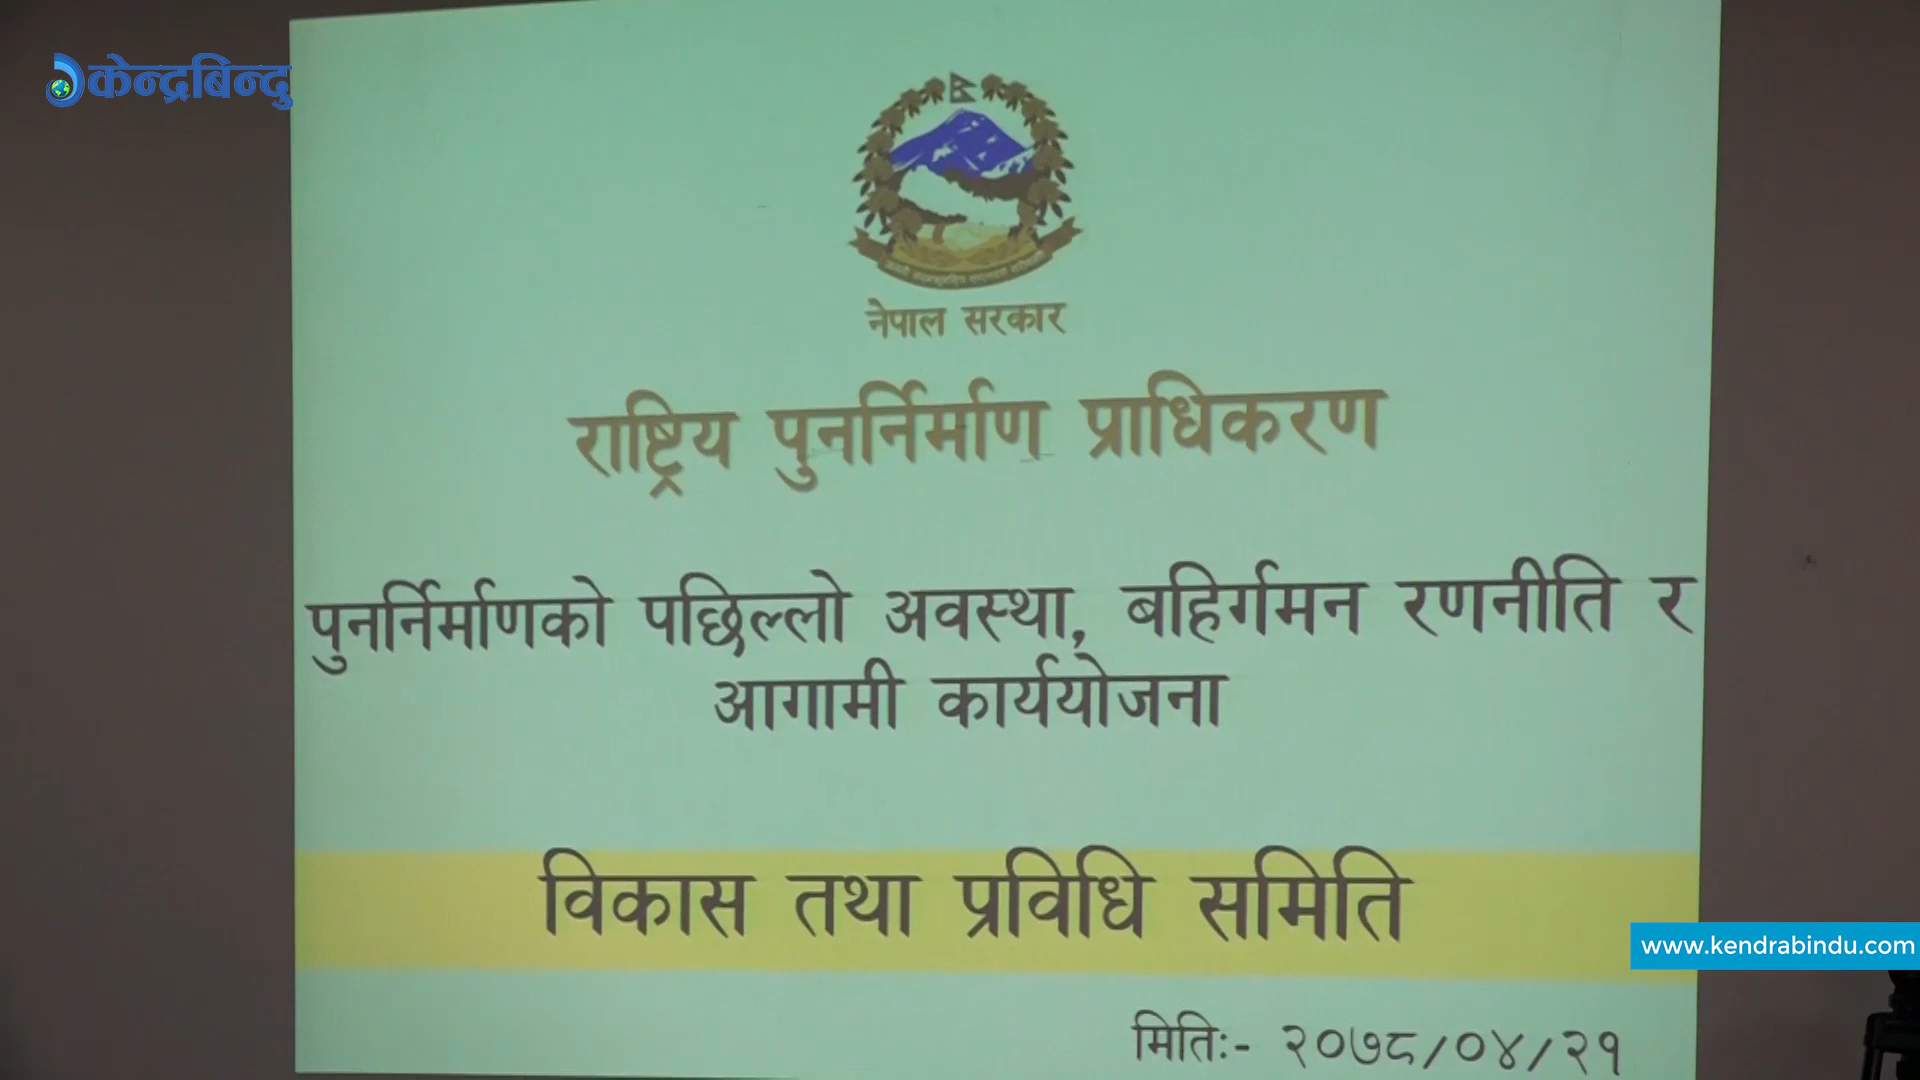 केन्द्रबिन्दु
नेपाल सरकार
राष्ट्रिय पुनर्निर्माण प्राधिकरण
पुनर्निर्माणको पछिल्लो अवस्था, बहिर्गमन रणनीति र
आगामी कार्ययोजना
विकास तथा प्रविधि समिति
www.kendrabindu.com
मितिः- २०७८/०४/२१